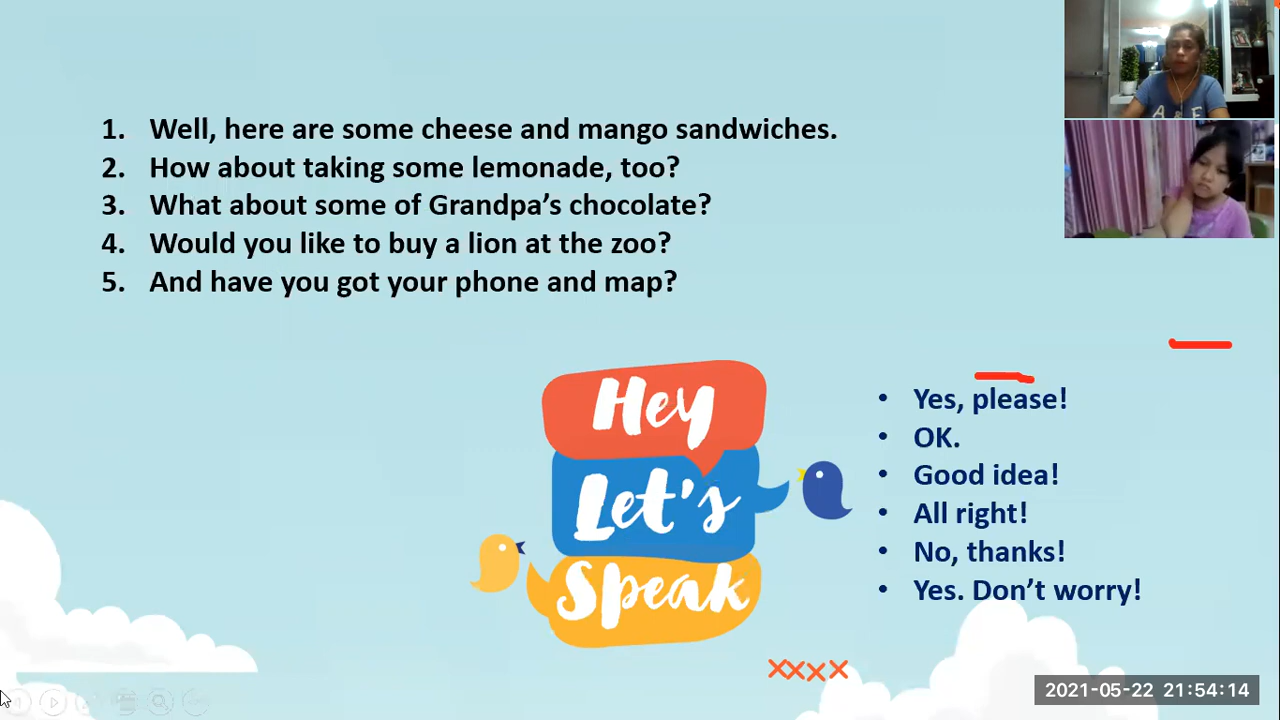 1. Well, here are some cheese and mango sandwiches.
2. How about taking some lemonade, too?
3. What about some of Grandpa's chocolate?
4. Would you like to buy a lion at the zoo?
5. And have you got your phone and map?
Hey
Let's
Speak
• Yes, please!
• OK.
• Good idea!
• All right!
• No, thanks!
• Yes. Don't worry!
XXXX
A & E
2021-05-22 21:54:14